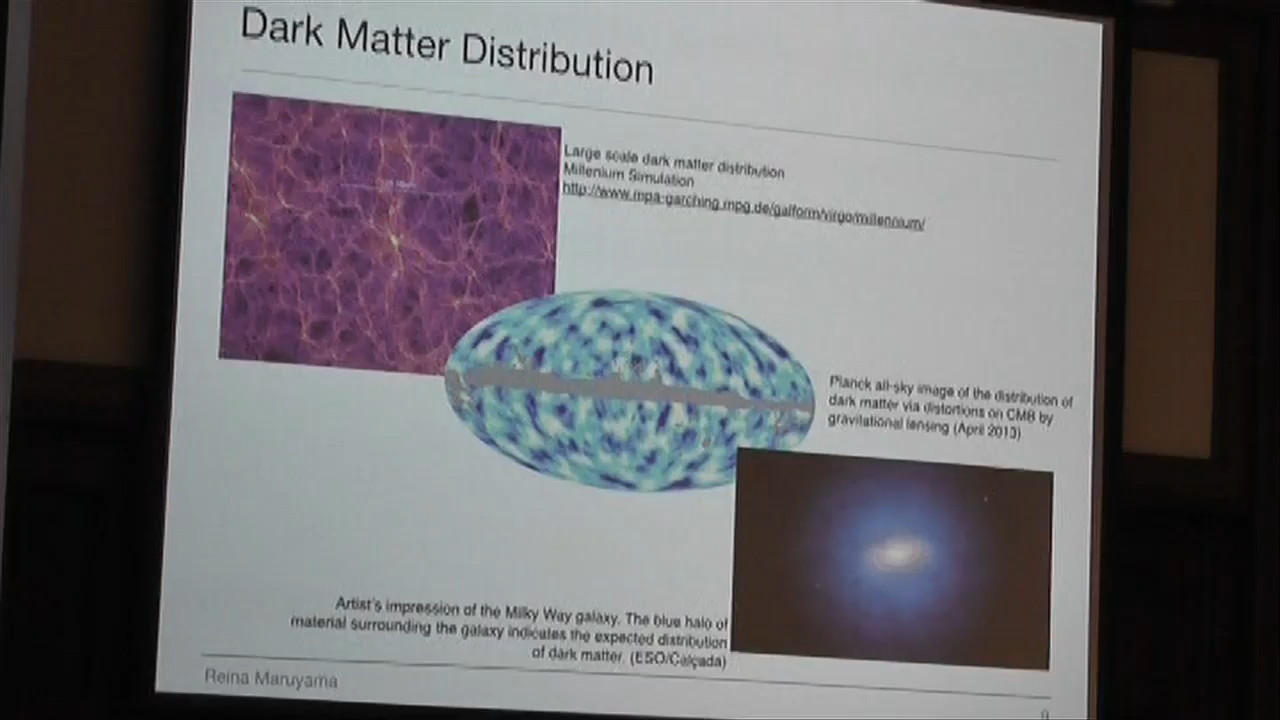 Dark Matter Distribution
Large scale dark matter distribution
Millenium Simulation
http://www.mpa-garching.mpg.de/galform/virgo/millennium/
Planck all-sky image of the distribution of
dark matter via distortions on CMB by
gravitational lensing (April 2013)
Artist's impression of the Milky Way galaxy. The blue halo of
material surrounding the galaxy indicates the expected distribution
of dark matter. (ESO/Calçada)
Reina Maruyama